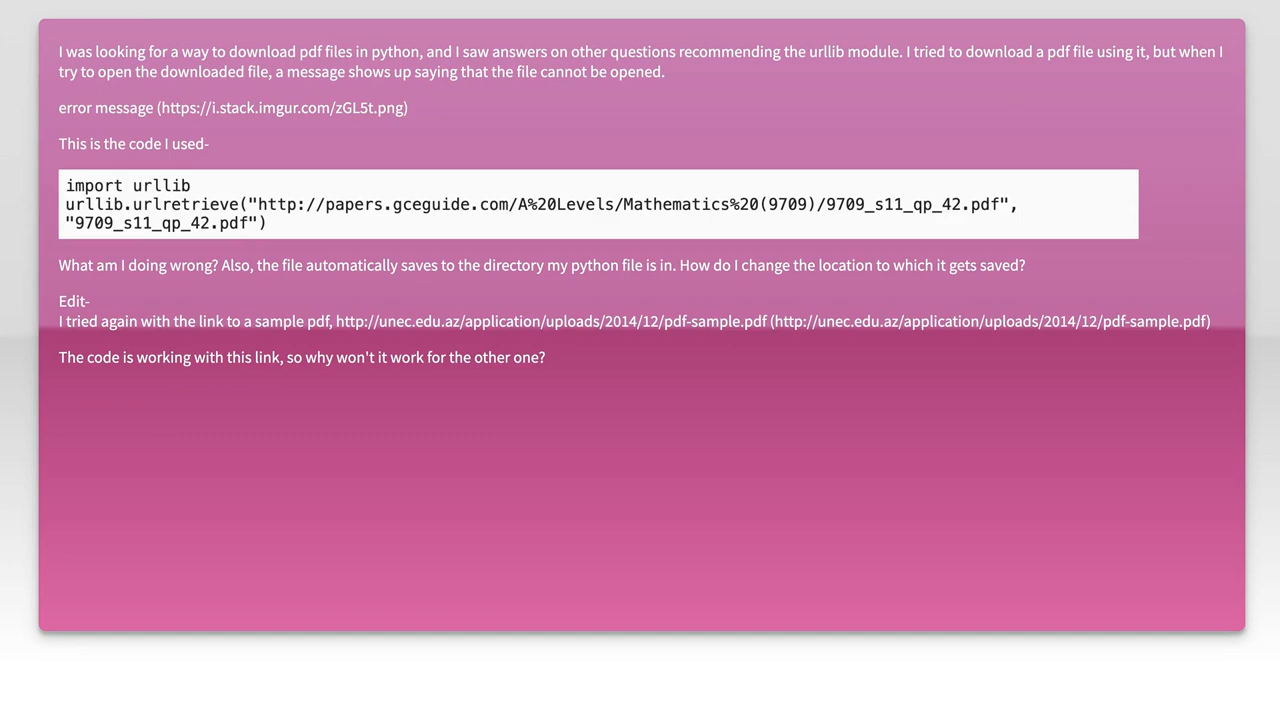 I was looking for a way to download pdf files in python, and I saw answers on other questions recommending the urllib module. I tried to download a pdf file using it, but when I
try to open the downloaded file, a message shows up saying that the file cannot be opened.
error message (https://i.stack.imgur.com/zGL5t.png)
This is the code I used-
import urllib
urllib.urlretrieve("http://papers.gceguide.com/A%20Levels/Mathematics%20(9709)/9709_s11_qp_42.pdf",
"9709_s11_qp_42.pdf")
What am I doing wrong? Also, the file automatically saves to the directory my python file is in. How do I change the location to which it gets saved?
Edit-
I tried again with the link to a sample pdf, http://unec.edu.az/application/uploads/2014/12/pdf-sample.pdf (http://unec.edu.az/application/uploads/2014/12/pdf-sample.pdf)
The code is working with this link, so why won't it work for the other one?